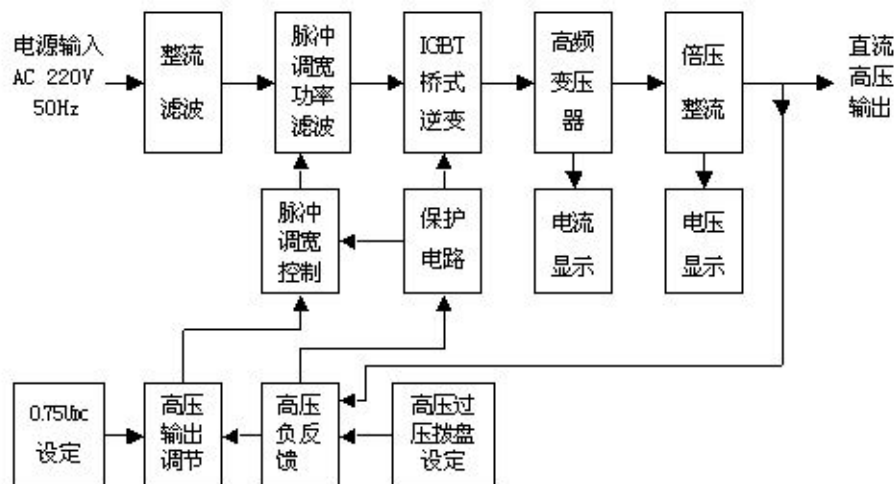 电源输入
AC 220V
50Hz
整流
滤波
脉冲
调宽
功率
滤波
IGBT
桥式
逆变
高频
变压
器
倍压
整流
直流
高压
输出
脉冲
调宽
控制
保护
电路
电流
显示
电压
显示
0.75U_DC
设定
高压
输出
调节
高压
负反
馈
高压过
压拨盘
设定